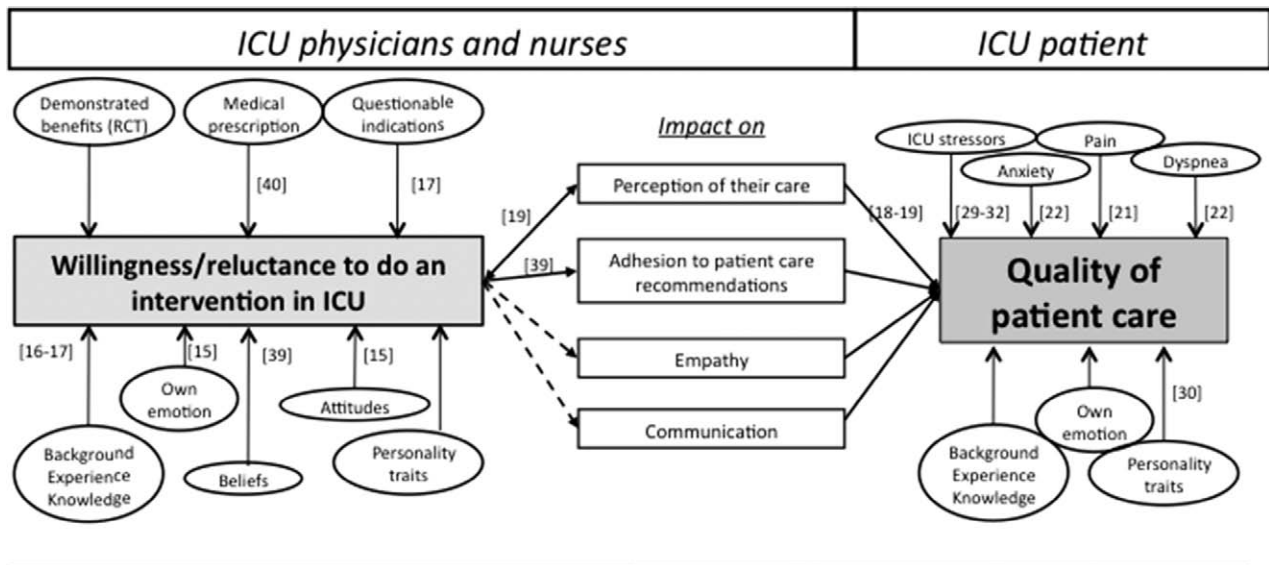 ICU physicians and nurses
ICU patient
Demonstrated
benefits (RCT)
Medical
prescription
Questionable
indications
[40]
[17]
Willingness/reluctance to do an
intervention in ICU
[16-17]
[15]
[39]
[15]
Own
emotion
Attitudes
Background
Experience
Knowledge
Beliefs
Personality
traits
Impact on
[19]
Perception of their care
[39]
Adhesion to patient care
recommendations
Empathy
Communication
[18-19]
ICU stressors
Pain
Anxiety
Dyspnea
[29-32]
[22]
[21]
[22]
Quality of
patient care
[30]
Own
emotion
Background
Experience
Knowledge
Personality
traits